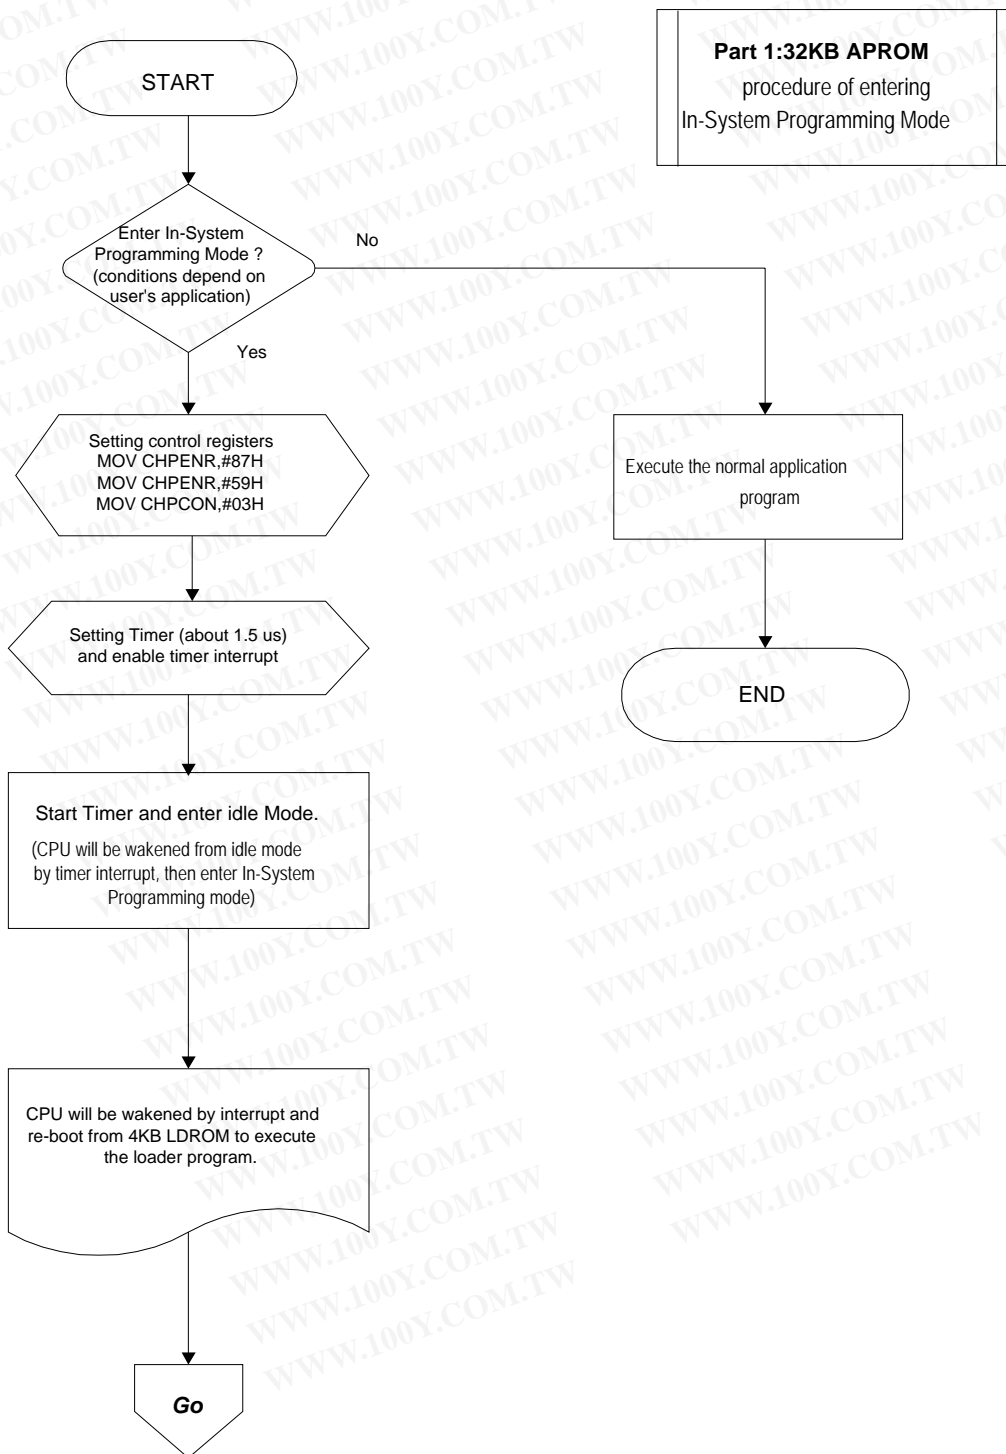 START
Part 1:32KB APROM
procedure of entering
In-System Programming Mode
Enter In-System
Programming Mode ?
(conditions depend on
user's application)
No
Yes
Setting control registers
MOV CHPENR,#87H
MOV CHPENR,#59H
MOV CHPCON,#03H
Execute the normal application
program
Setting Timer (about 1.5 us)
and enable timer interrupt
END
Start Timer and enter idle Mode.
(CPU will be wakened from idle mode
by timer interrupt, then enter In-System
Programming mode)
CPU will be wakened by interrupt and
re-boot from 4KB LDROM to execute
the loader program.
Go
WWW.100Y.COM.TW